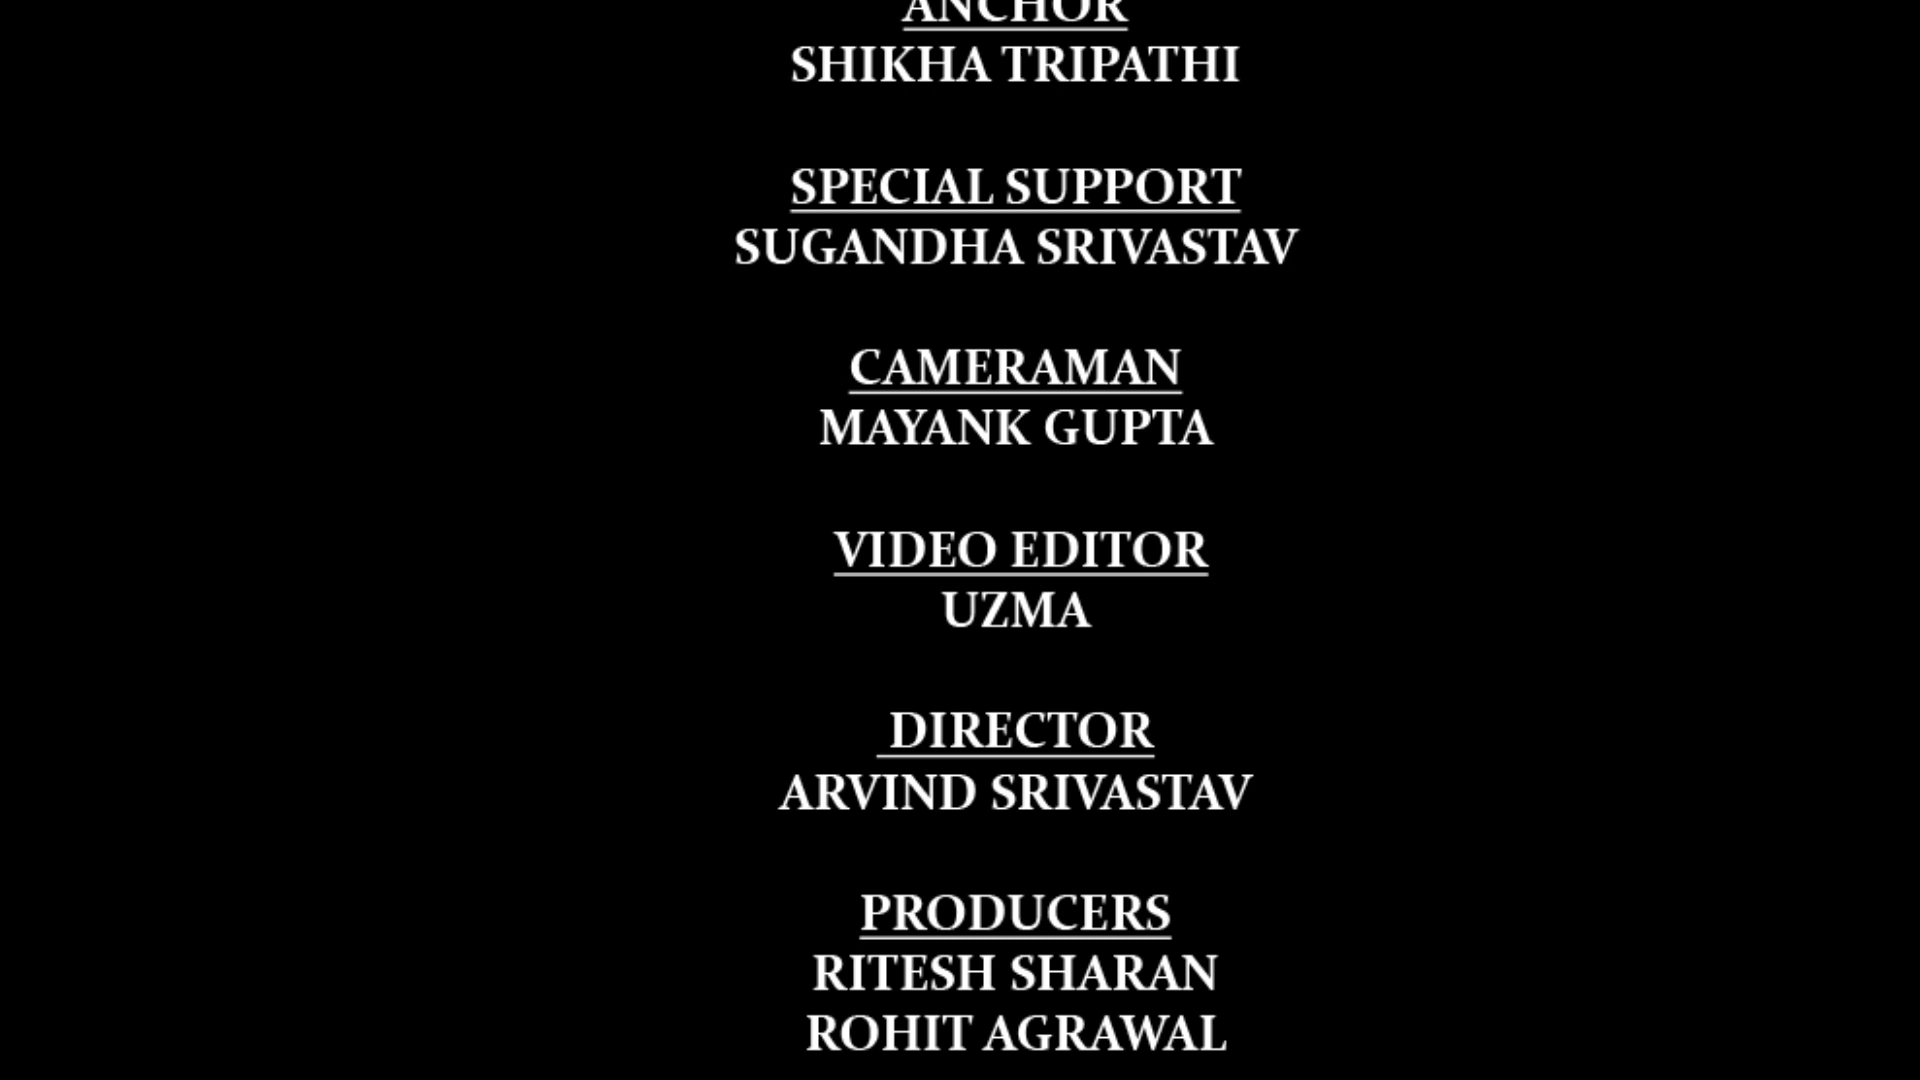 ANCHOR
SHIKHA TRIPATHI
SPECIAL SUPPORT
SUGANDHA SRIVASTAV
CAMERAMAN
MAYANK GUPTA
VIDEO EDITOR
UZMA
DIRECTOR
ARVIND SRIVASTAV
PRODUCERS
RITESH SHARAN
ROHIT AGRAWAL